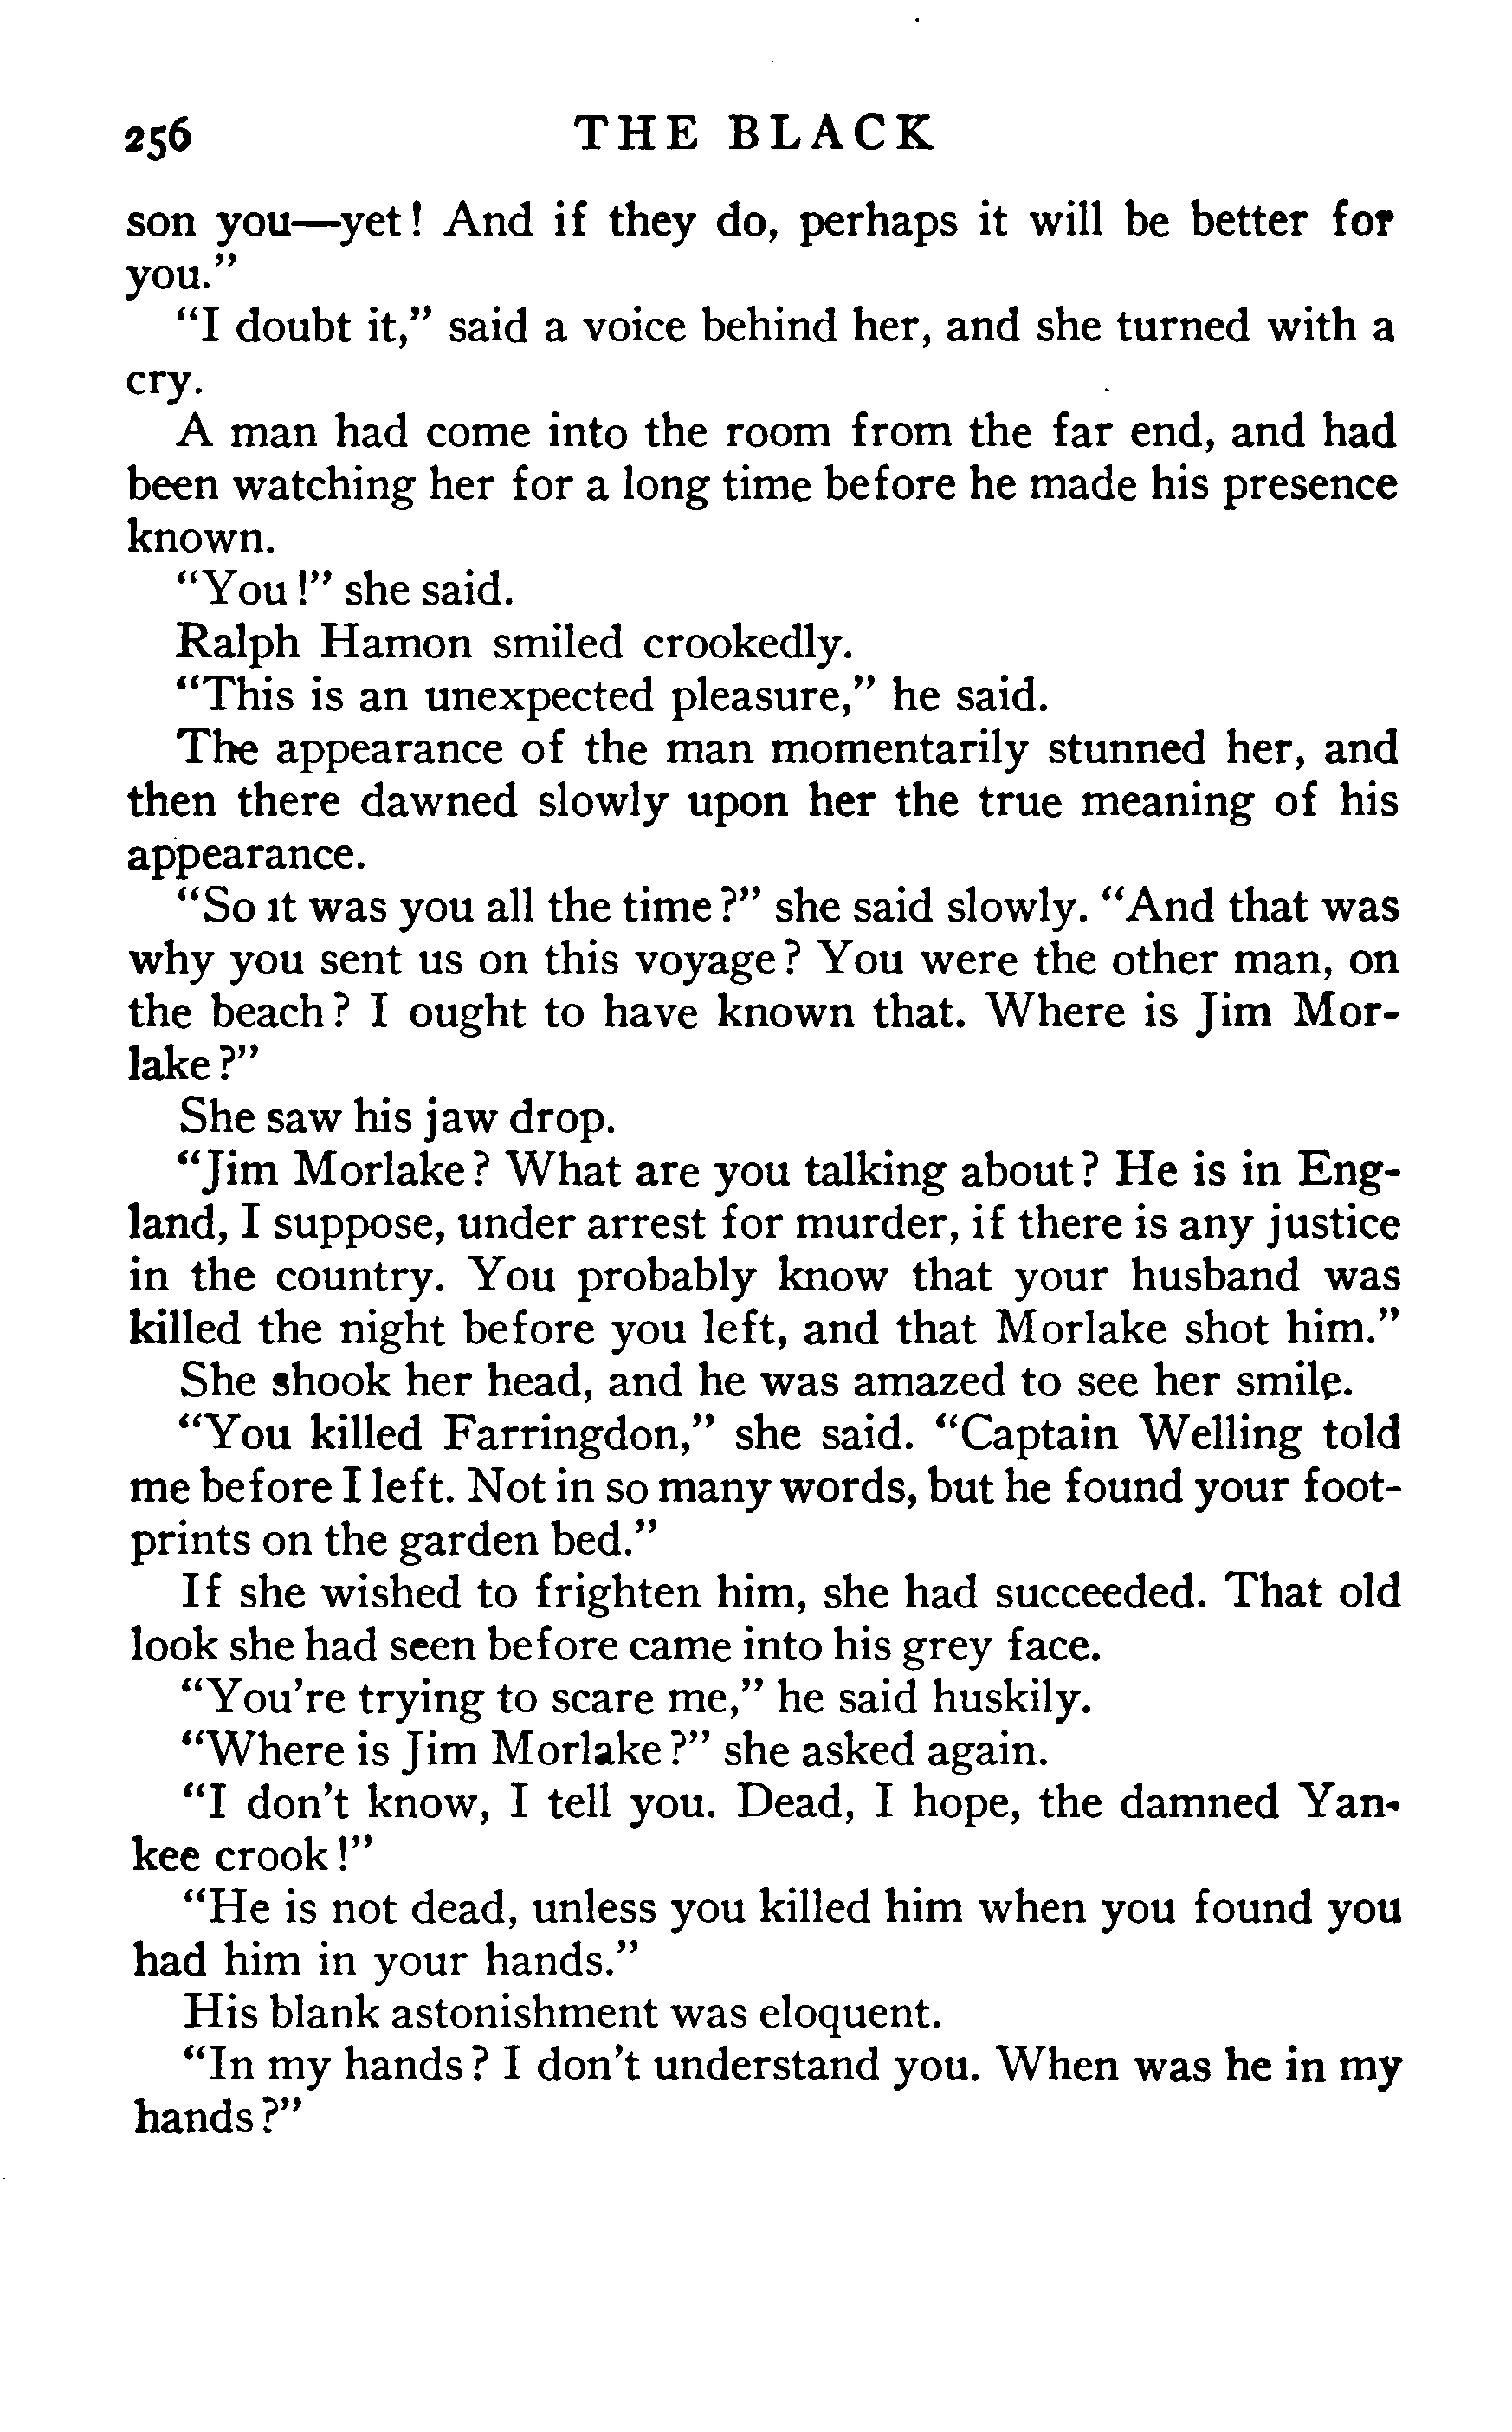 256 THE BLACK
son you—yet! And if they do, perhaps it will be better for
you."
"I doubt it," said a voice behind her, and she turned with a
cry.
A man had come into the room from the far end, and had
been watching her for a long time before he made his presence
known.
"You!" she said.
Ralph Hamon smiled crookedly.
"This is an unexpected pleasure," he said.
The appearance of the man momentarily stunned her, and
then there dawned slowly upon her the true meaning of his
appearance.
"So it was you all the time?" she said slowly. "And that was
why you sent us on this voyage? You were the other man, on
the beach? I ought to have known that. Where is Jim Mor-
lake?"
She saw his jaw drop.
"Jim Morlake? What are you talking about? He is in Eng-
land, I suppose, under arrest for murder, if there is any justice
in the country. You probably know that your husband was
killed the night before you left, and that Morlake shot him."
She shook her head, and he was amazed to see her smile.
"You killed Farringdon," she said. "Captain Welling told
me before I left. Not in so many words, but he found your foot-
prints on the garden bed."
If she wished to frighten him, she had succeeded. That old
look she had seen before came into his grey face.
"You're trying to scare me," he said huskily.
"Where is Jim Morlake?" she asked again.
"I don't know, I tell you. Dead, I hope, the damned Yan-
kee crook!"
"He is not dead, unless you killed him when you found you
had him in your hands."
His blank astonishment was eloquent.
"In my hands? I don't understand you. When was he in my
hands?"